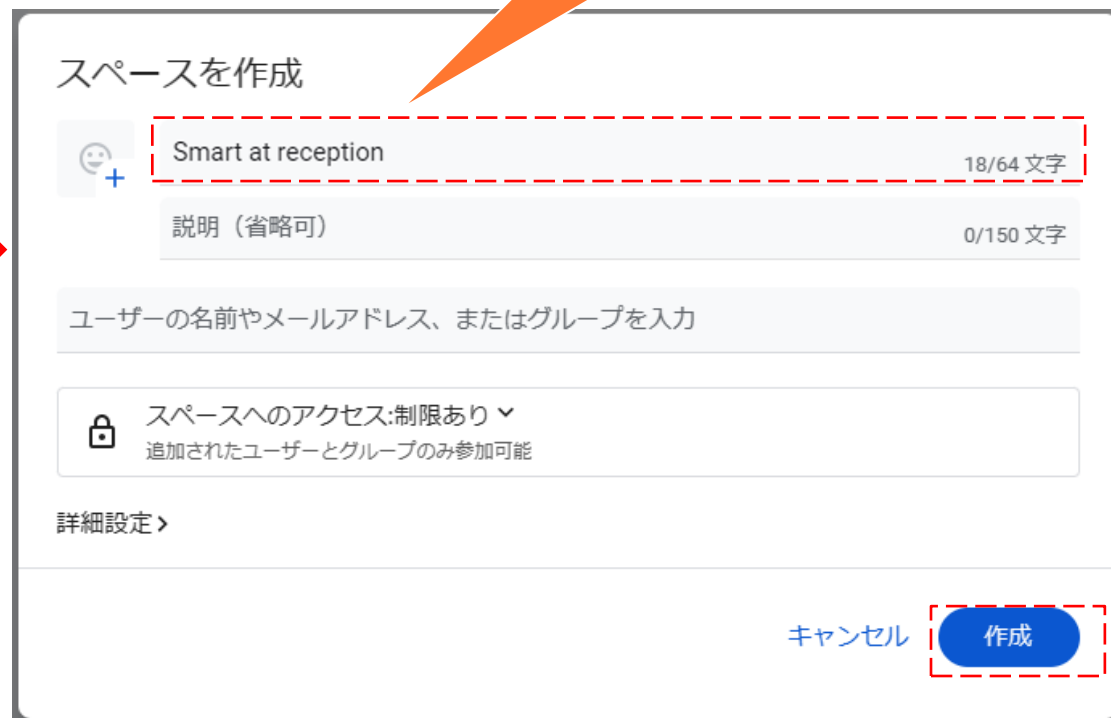 スペースを作成
Smart at reception
18/64 文字
説明（省略可）
0/150 文字
ユーザーの名前やメールアドレス、またはグループを入力
スペースへのアクセス:制限あり
追加されたユーザーとグループのみ参加可能
詳細設定
キャンセル 作成